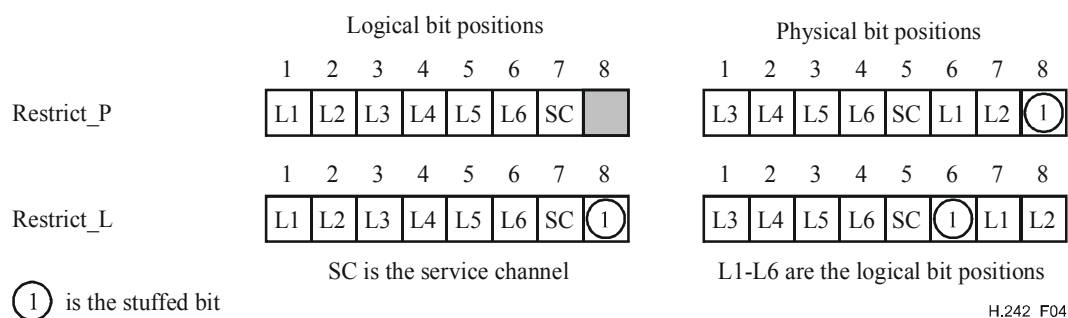 Logical bit positions Physical bit positions
1 2 3 4 5 6 7 8 1 2 3 4 5 6 7 8
Restrict_P L1 L2 L3 L4 L5 L6 SC L3 L4 L5 L6 SC L1 L2 1
1 2 3 4 5 6 7 8 1 2 3 4 5 6 7 8
Restrict_L L1 L2 L3 L4 L5 L6 SC 1 L3 L4 L5 L6 SC 1 L1 L2
SC is the service channel L1-L6 are the logical bit positions
1 is the stuffed bit
H.242_F04